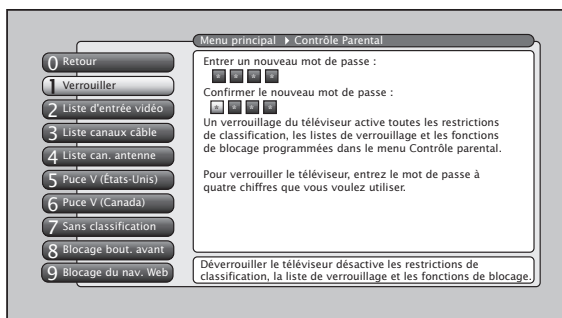 Menu principal ▸ Contrôle Parental
0 Retour
1 Verrouiller
2 Liste d'entrée vidéo
3 Liste canaux câble
4 Liste can. antenne
5 Puce V (États-Unis)
6 Puce V (Canada)
7 Sans classification
8 Blocage bout. avant
9 Blocage du nav. Web
Entrer un nouveau mot de passe :
* * * *
Confirmer le nouveau mot de passe :
* * * *
Un verrouillage du téléviseur active toutes les restrictions
de classification, les listes de verrouillage et les fonctions
de blocage programmées dans le menu Contrôle parental.
Pour verrouiller le téléviseur, entrez le mot de passe à
quatre chiffres que vous voulez utiliser.
Déverrouiller le téléviseur désactive les restrictions de
classification, la liste de verrouillage et les fonctions de blocage.